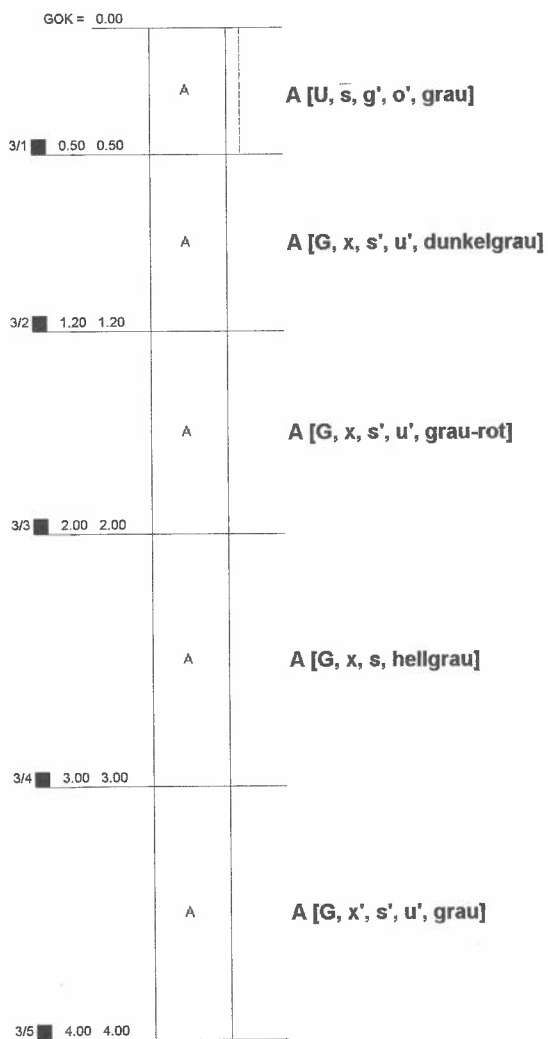 GOK = 0.00
A A [U, s̅, g', o', grau]
3/1 0.50 0.50
A A [G, x, s', u', dunkelgrau]
3/2 1.20 1.20
A A [G, x, s', u', grau-rot]
3/3 2.00 2.00
A A [G, x, s, hellgrau]
3/4 3.00 3.00
A A [G, x', s', u', grau]
3/5 4.00 4.00